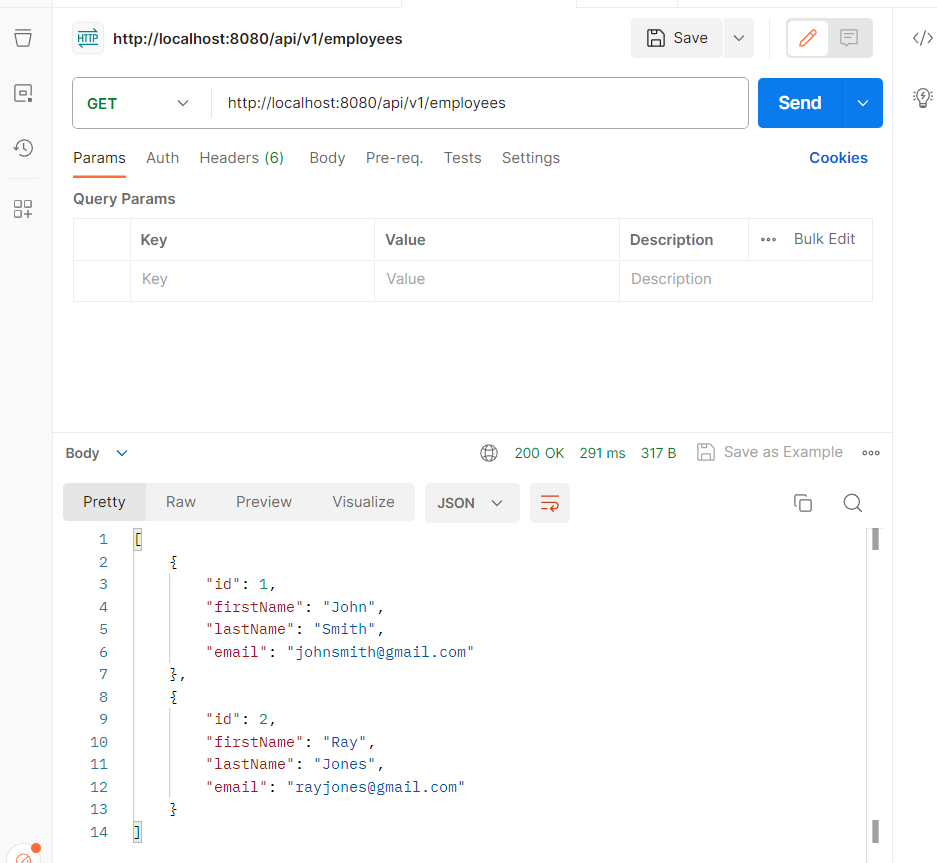 HTTP http://localhost:8080/api/v1/employees Save
GET http://localhost:8080/api/v1/employees Send
Params Auth Headers (6) Body Pre-req. Tests Settings Cookies
Query Params
Key Value Description Bulk Edit
Key Value Description
Body 200 OK 291 ms 317 B Save as Example
Pretty Raw Preview Visualize JSON
1 [
2 {
3 "id": 1,
4 "firstName": "John",
5 "lastName": "Smith",
6 "email": "johnsmith@gmail.com"
7 },
8 {
9 "id": 2,
10 "firstName": "Ray",
11 "lastName": "Jones",
12 "email": "rayjones@gmail.com"
13 }
14 ]